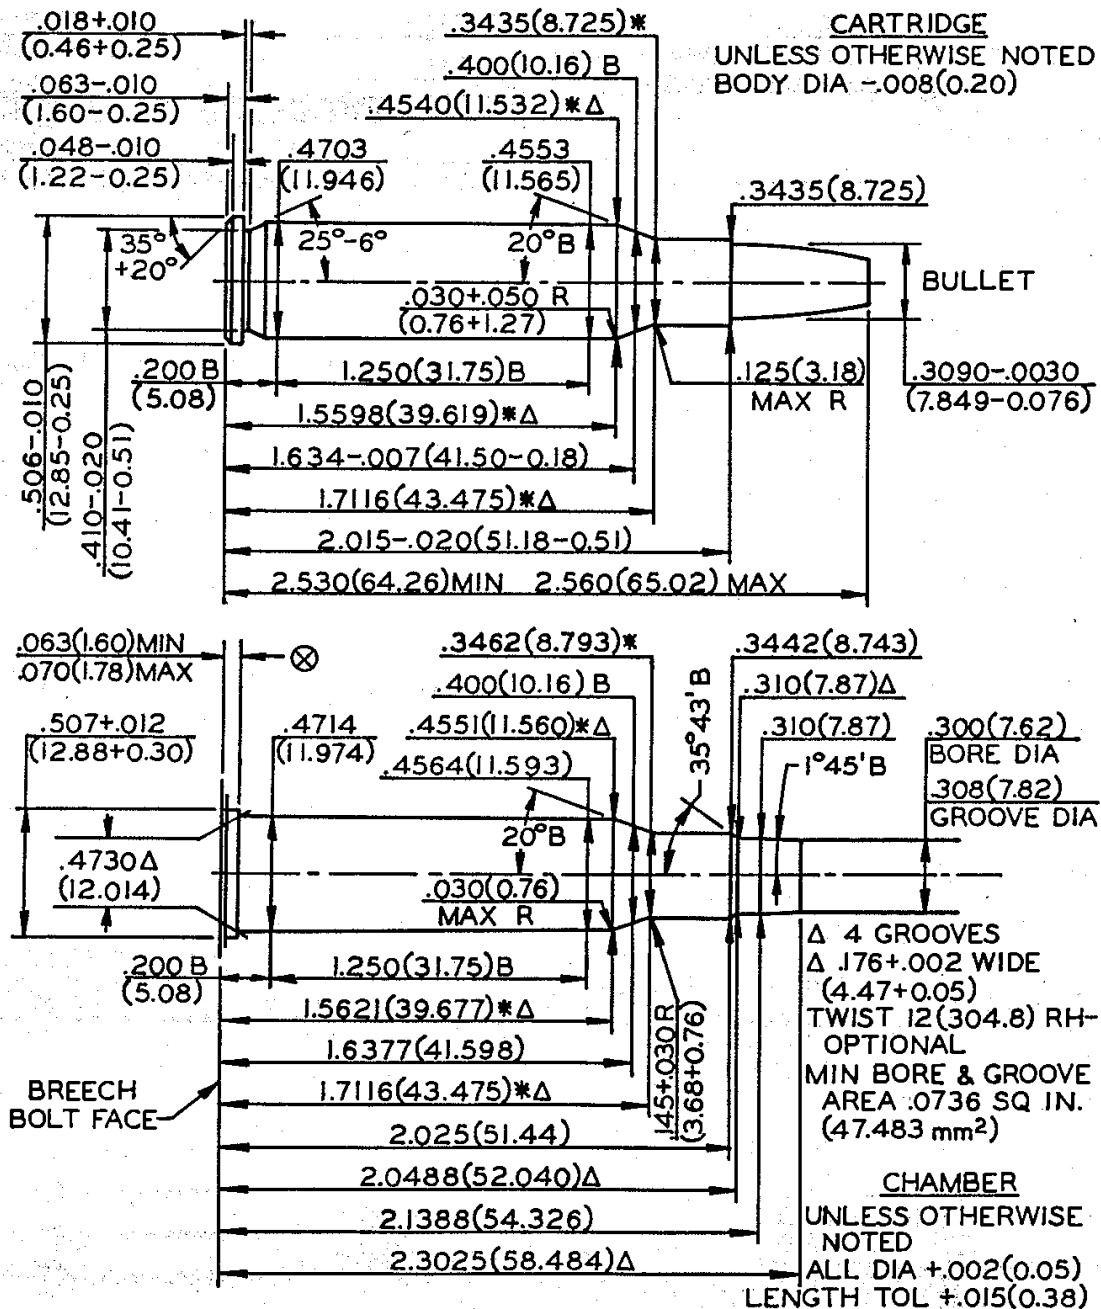 .018+.010
(0.46+0.25)
.063-.010
(1.60-0.25)
.048-.010
(1.22-0.25)
.3435(8.725)*
.400(10.16) B
.4540(11.532)*Δ
CARTRIDGE
UNLESS OTHERWISE NOTED
BODY DIA -.008(0.20)
.4703
(11.946)
.4553
(11.565)
.3435(8.725)
35°
+20°
25°-6°
20°B
BULLET
.030+.050 R
(0.76+1.27)
.506-.010
(12.85-0.25)
.410-.020
(10.41-0.51)
.200 B
(5.08)
1.250(31.75)B
.125(3.18)
MAX R
.3090-.0030
(7.849-0.076)
1.5598(39.619)*Δ
1.634-.007(41.50-0.18)
1.7116(43.475)*Δ
2.015-.020(51.18-0.51)
2.530(64.26)MIN 2.560(65.02) MAX
.063(1.60)MIN
.070(1.78)MAX
⊗
.3462(8.793)*
.3442(8.743)
.400(10.16) B
35°43'B
.310(7.87)Δ
.507+.012
(12.88+0.30)
.4714
(11.974)
.4551(11.560)*Δ
.4564(11.593)
.310(7.87)
1°45'B
.300(7.62)
BORE DIA
.308(7.82)
GROOVE DIA
20°B
.4730Δ
(12.014)
.030(0.76)
MAX R
.200 B
(5.08)
1.250(31.75)B
1.5621(39.677)*Δ
1.6377(41.598)
1.7116(43.475)*Δ
.145+.030 R
(3.68+0.76)
BREECH
BOLT FACE
2.025(51.44)
2.0488(52.040)Δ
2.1388(54.326)
2.3025(58.484)Δ
Δ 4 GROOVES
Δ .176+.002 WIDE
(4.47+0.05)
TWIST 12(304.8) RH-
OPTIONAL
MIN BORE & GROOVE
AREA .0736 SQ IN.
(47.483 mm²)
CHAMBER
UNLESS OTHERWISE
NOTED
ALL DIA +.002(0.05)
LENGTH TOL +.015(0.38)